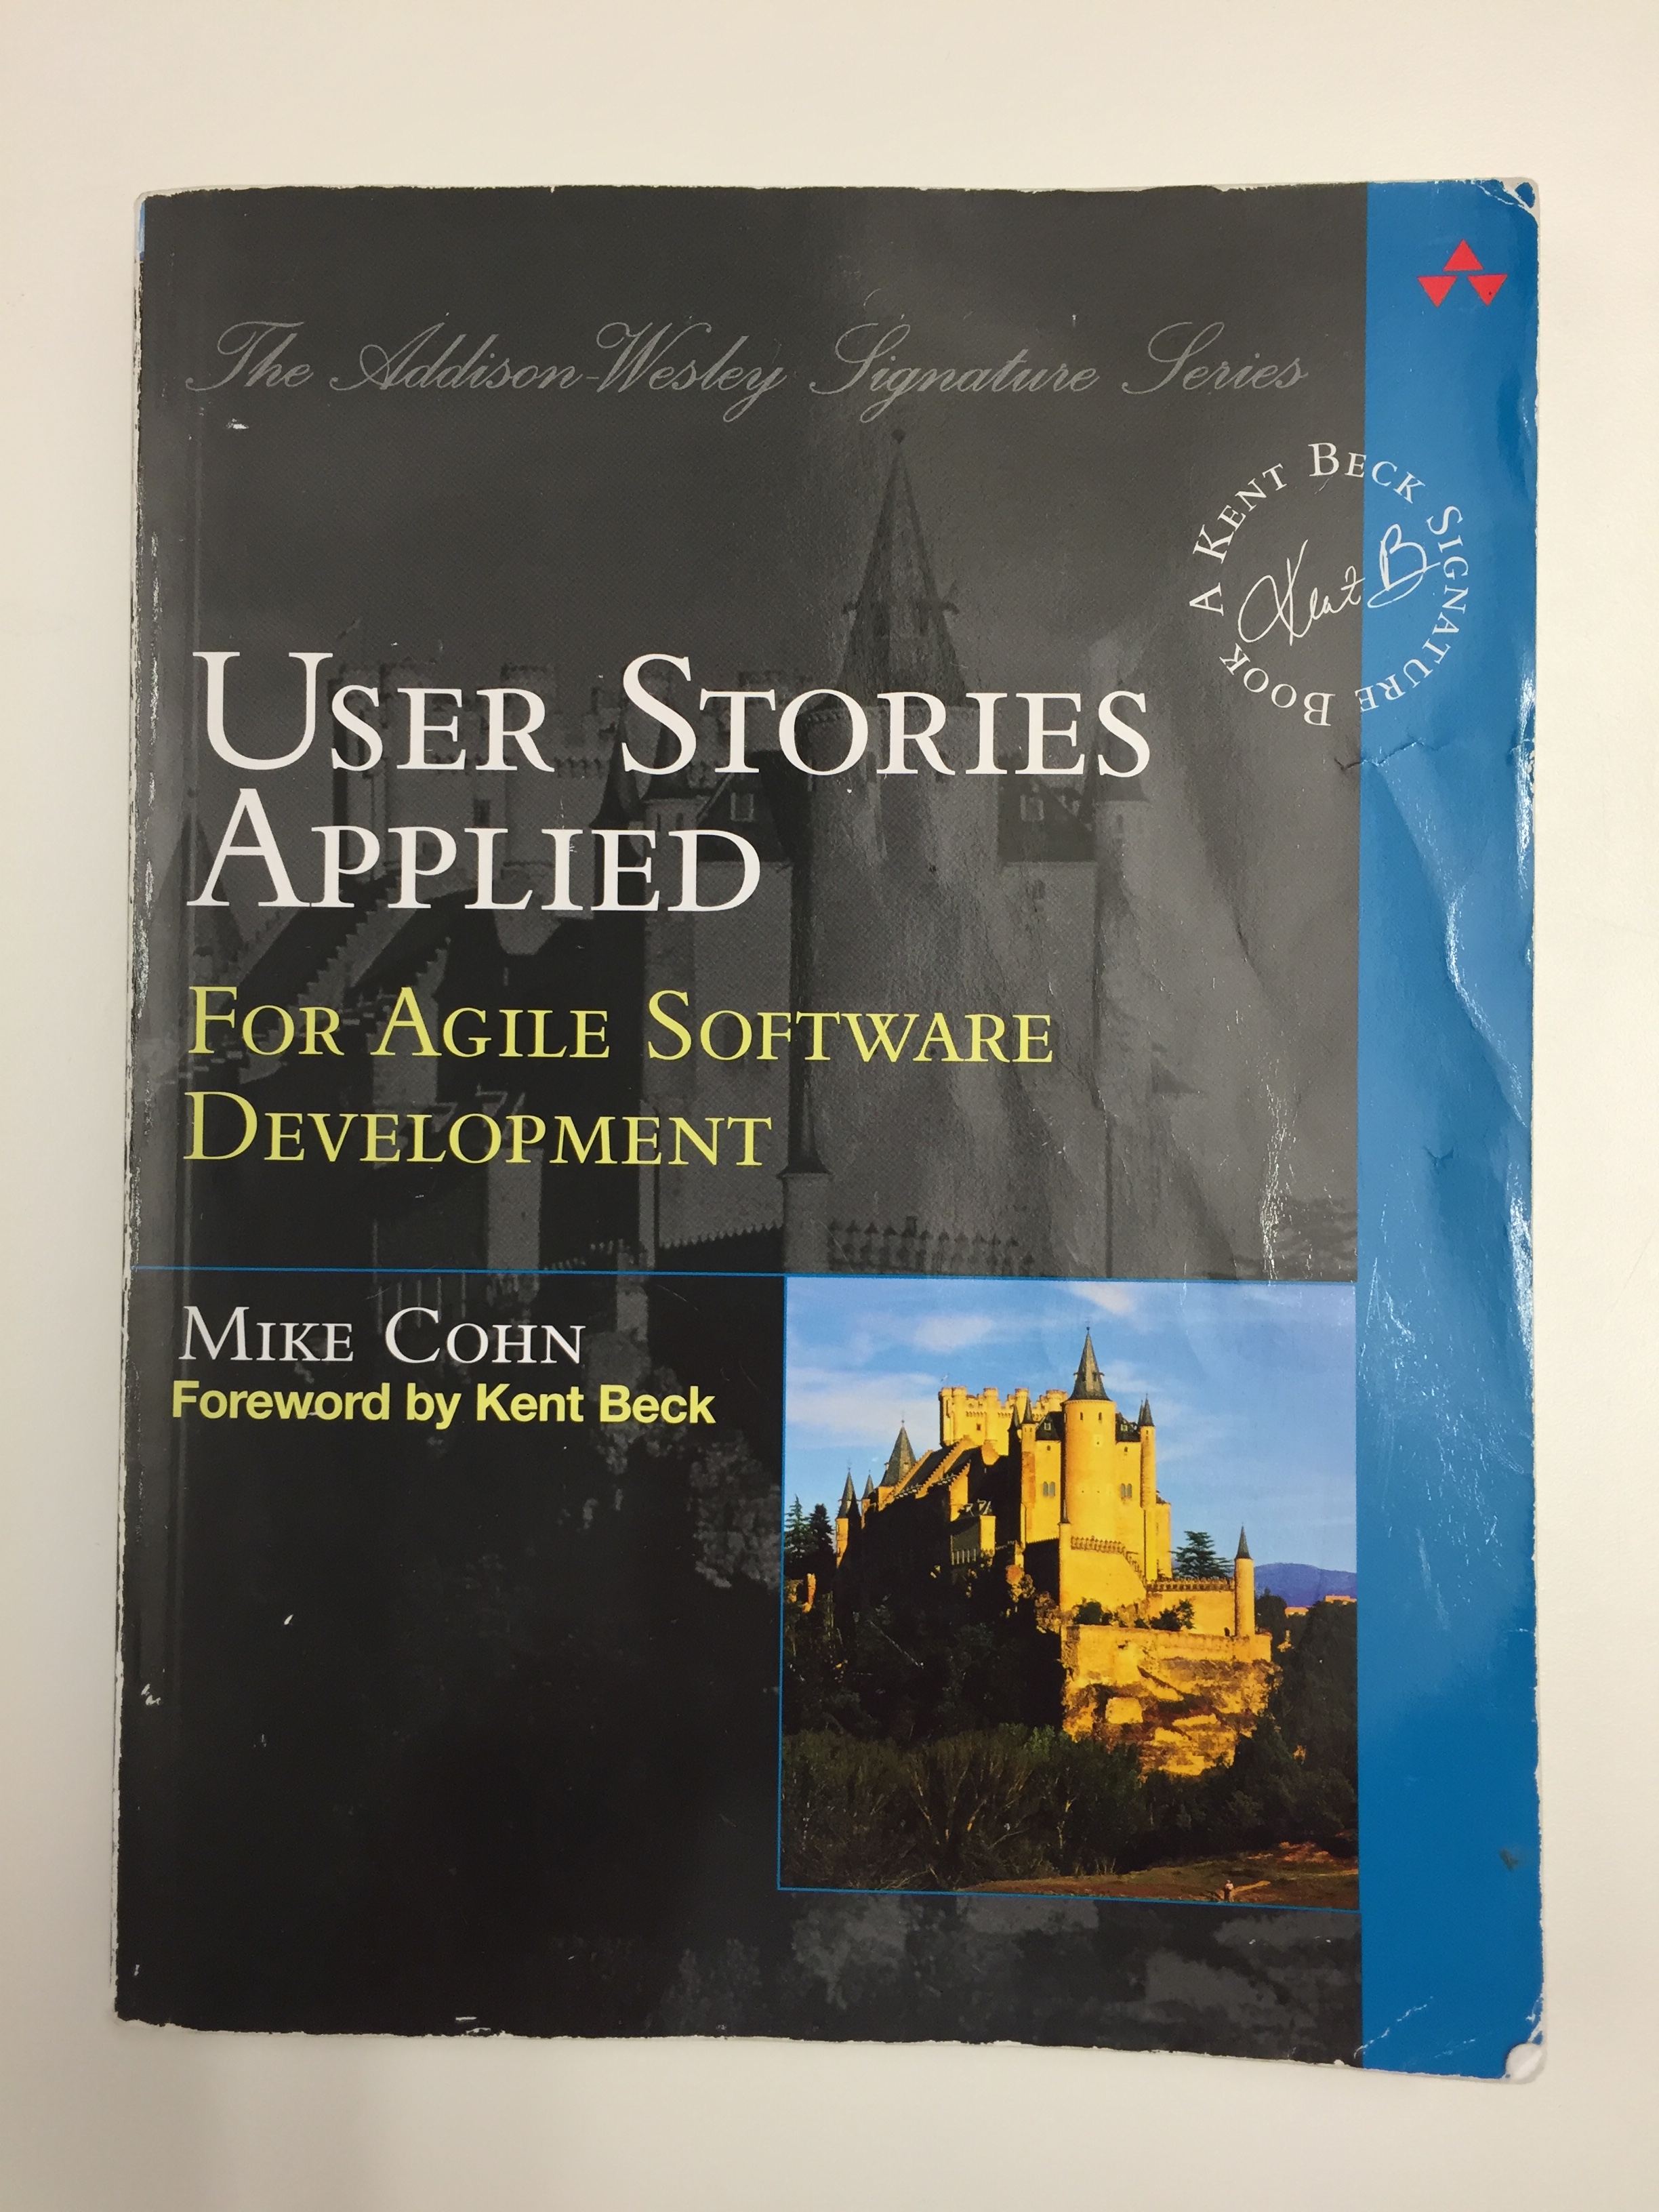 The Addison-Wesley Signature Series
A KENT BECK SIGNATURE BOOK
Kent B
USER STORIES
APPLIED
FOR AGILE SOFTWARE
DEVELOPMENT
MIKE COHN
Foreword by Kent Beck